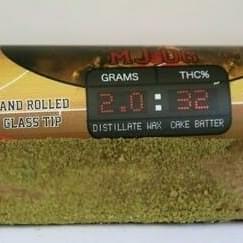 GRAMS THC%
AND ROLLED
GLASS TIP
2.0 : 32
DISTILLATE WAX CAKE BATTER